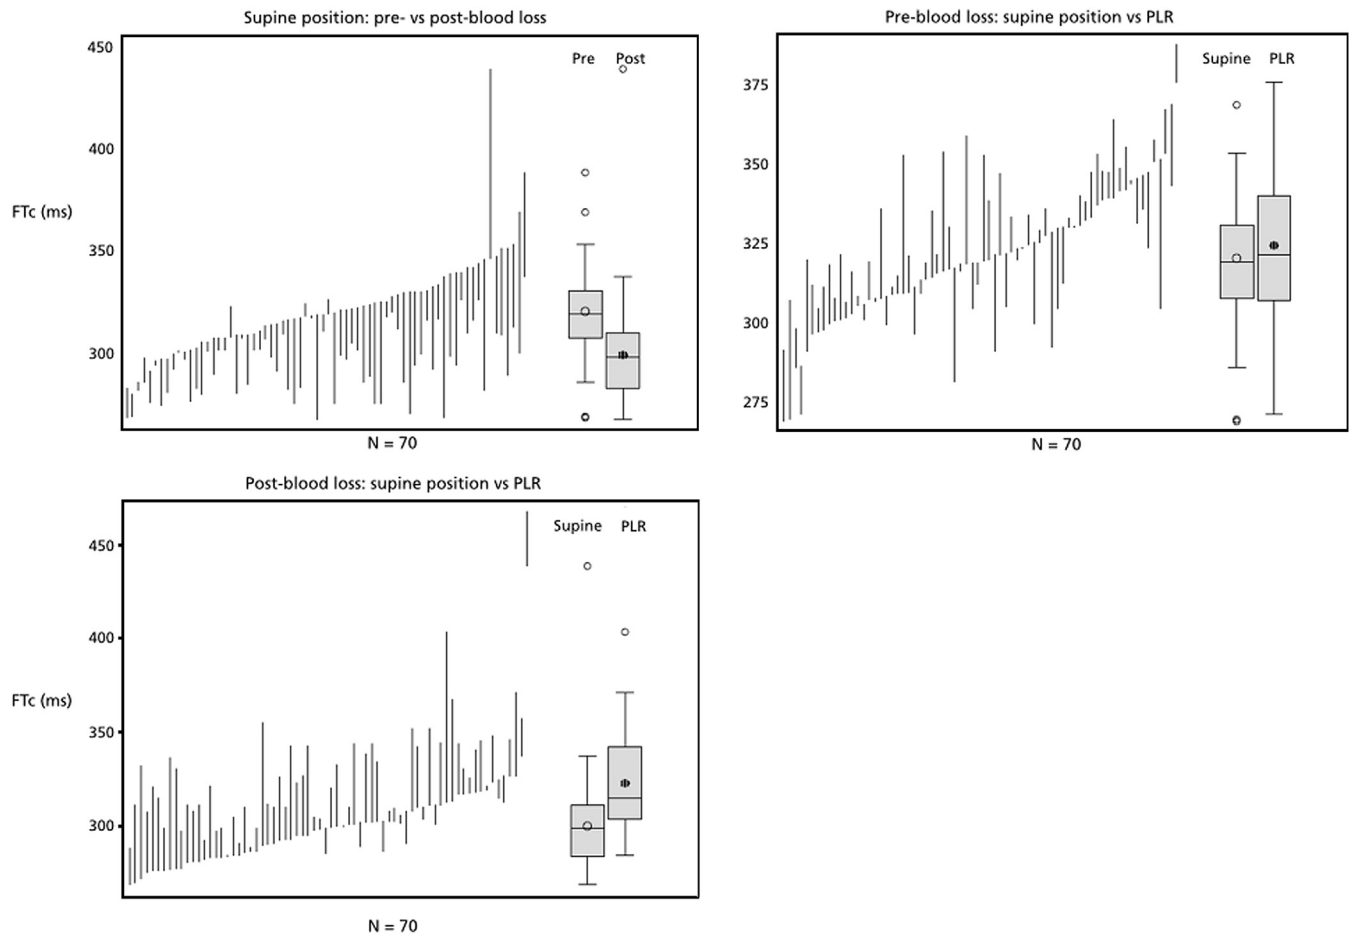 Supine position: pre- vs post-blood loss
450
Pre Post
400
FTc (ms)
350
300
N = 70
Pre-blood loss: supine position vs PLR
Supine PLR
375
350
325
300
275
N = 70
Post-blood loss: supine position vs PLR
Supine PLR
450
400
FTc (ms)
350
300
N = 70